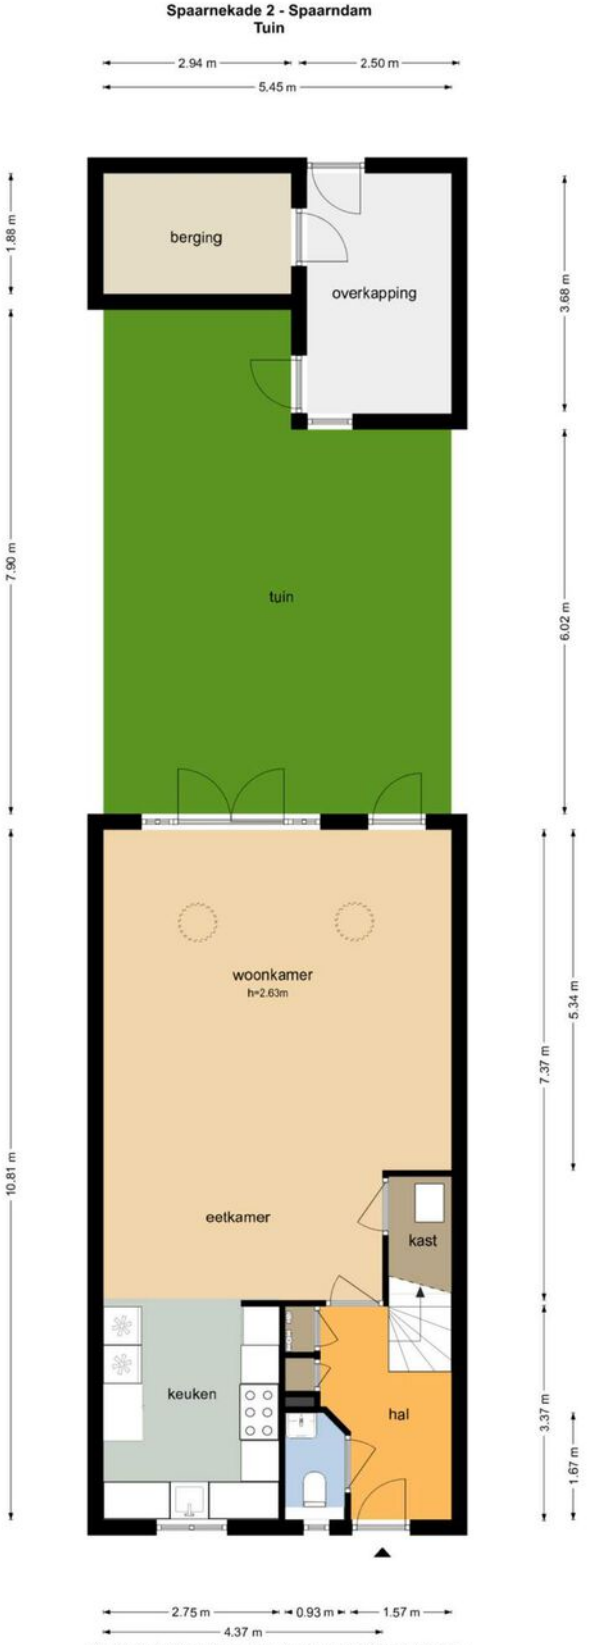 Spaarnekade 2 - Spaarndam
Tuin
2.94 m
2.50 m
5.45 m
1.88 m
berging
overkapping
3.68 m
7.90 m
tuin
6.02 m
woonkamer
h=2.63m
5.34 m
7.37 m
10.81 m
eetkamer
kast
keuken
hal
3.37 m
1.67 m
2.75 m
0.93 m
1.57 m
4.37 m